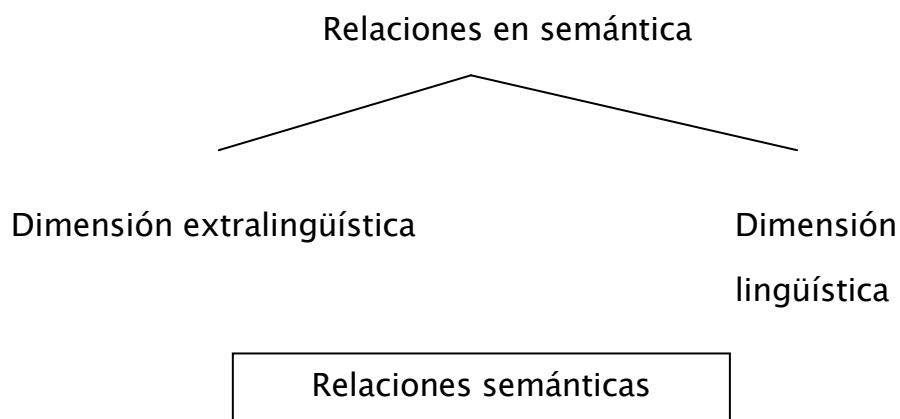 Relaciones en semántica
Dimensión extralingüística
Dimensión
lingüística
Relaciones semánticas